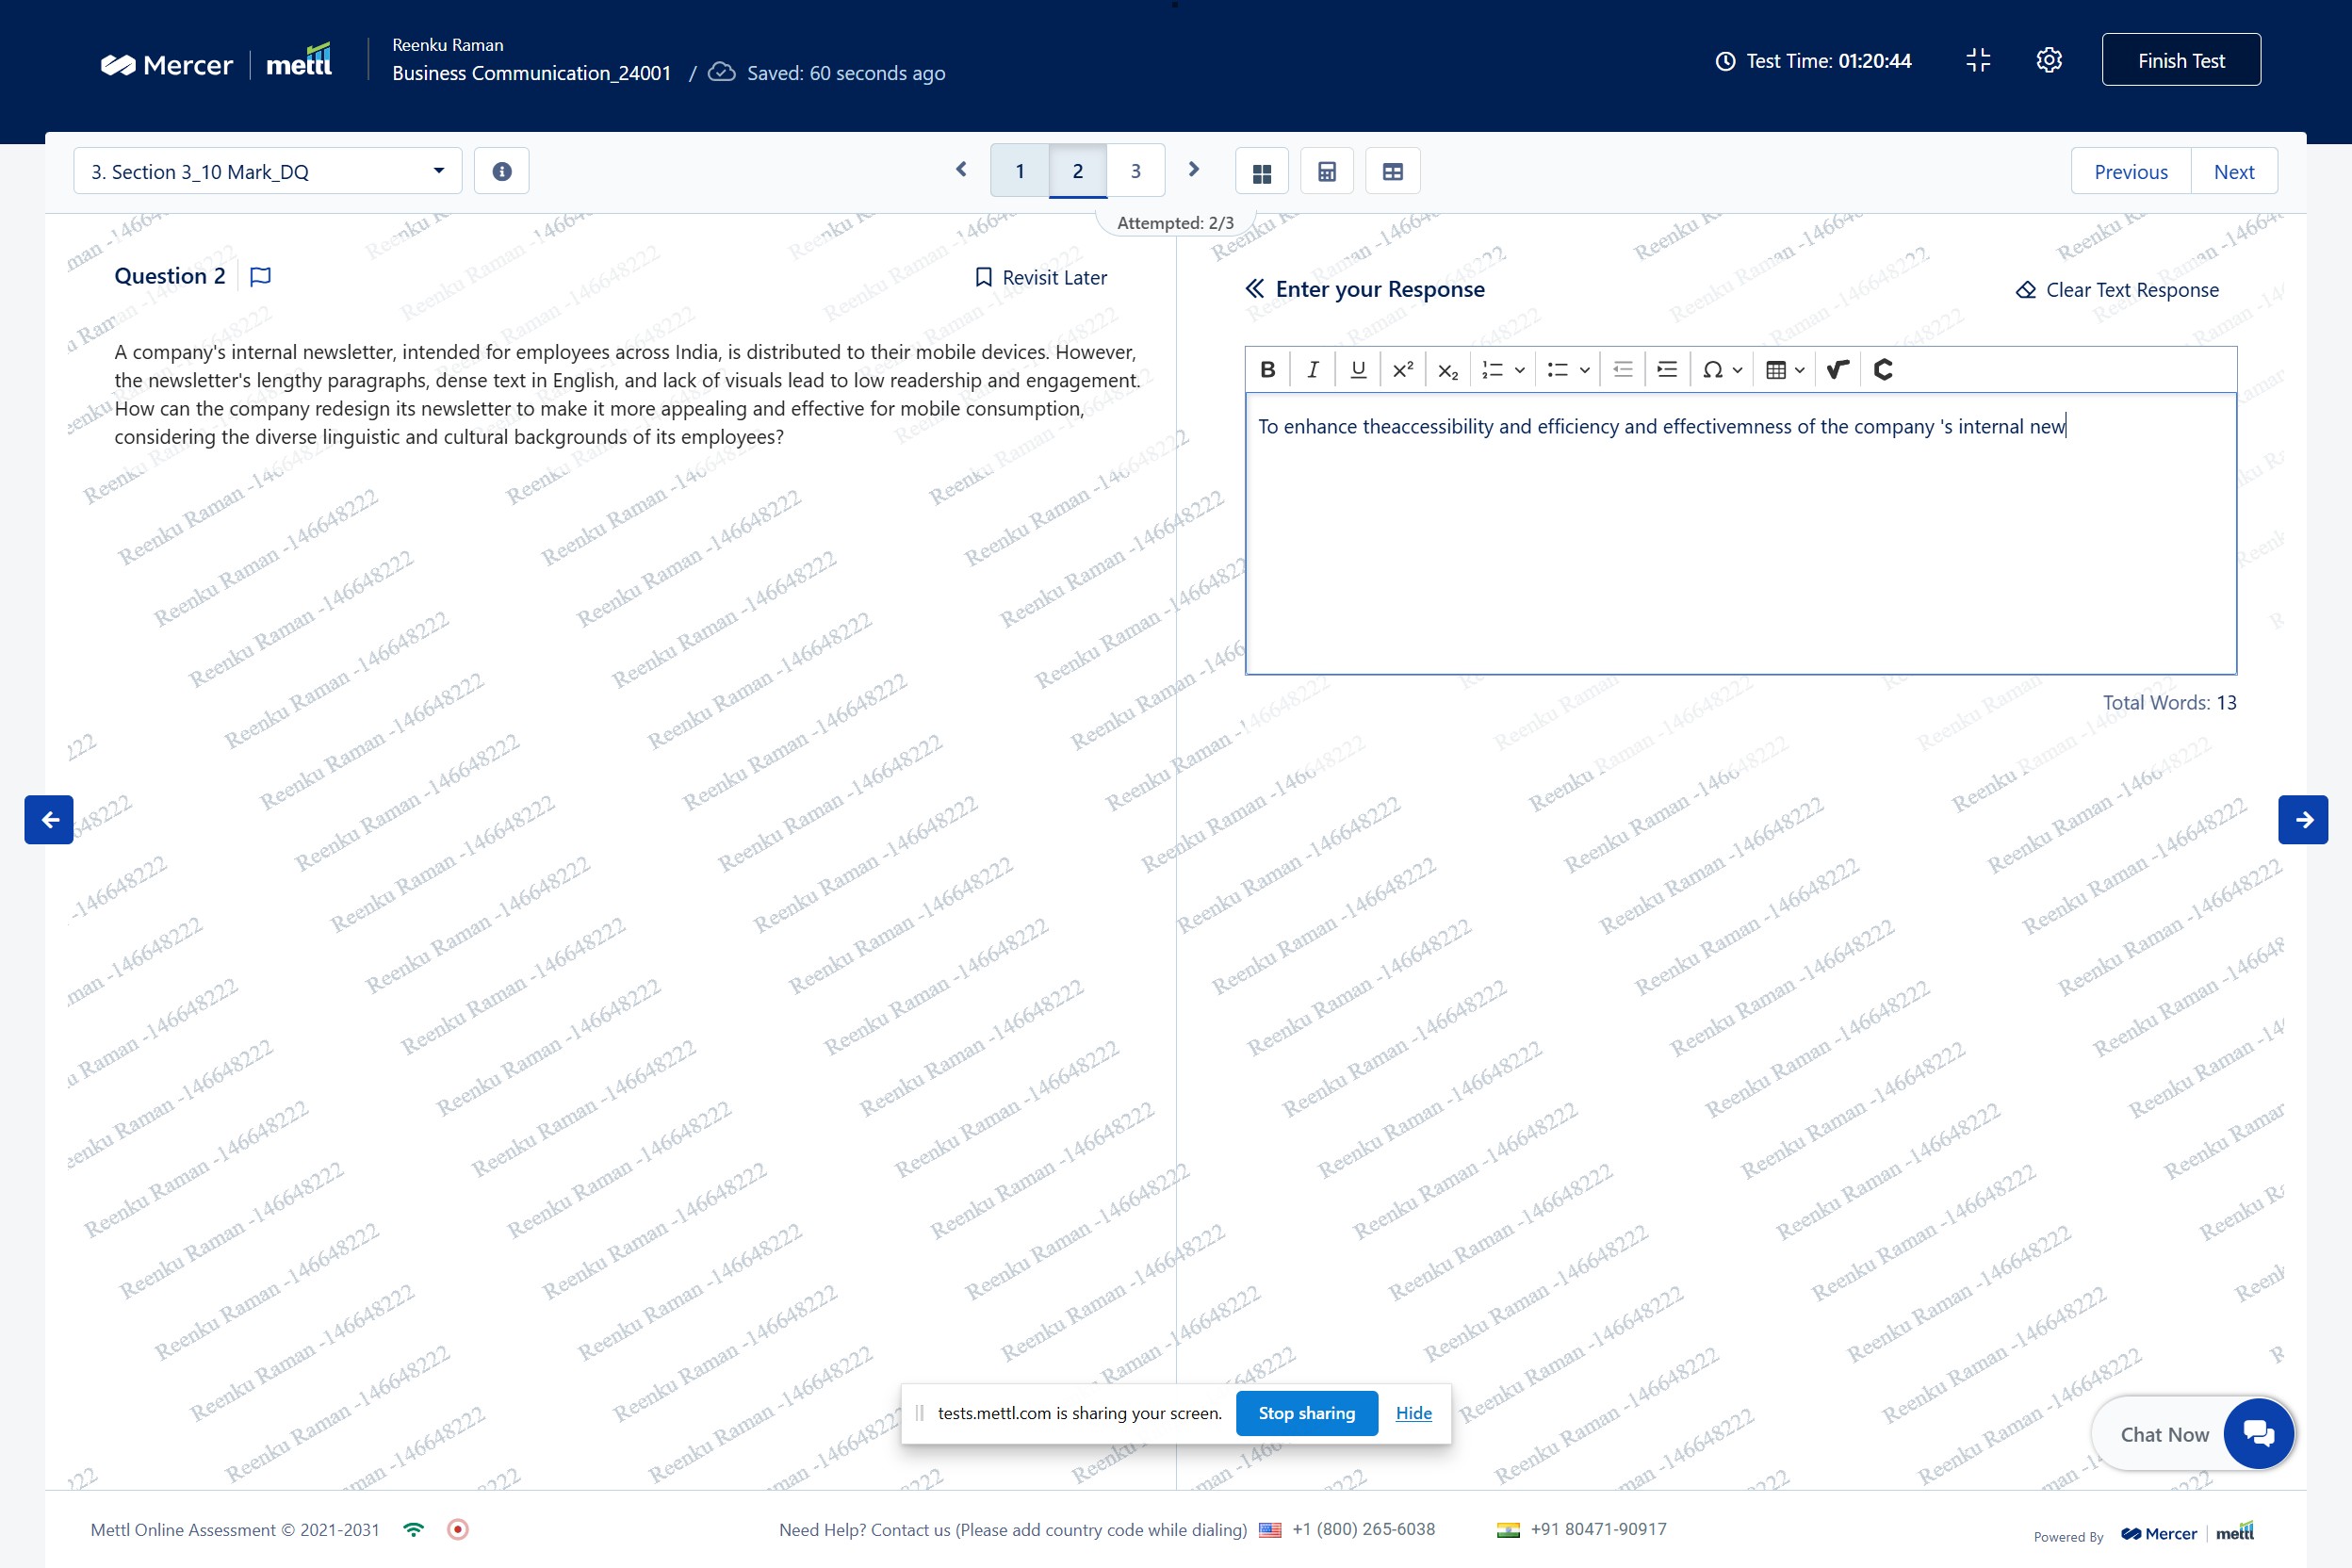 Mercer | mettl
Reenku Raman
Business Communication_24001 / Saved: 60 seconds ago
Test Time: 01:20:44
Finish Test
3. Section 3_10 Mark_DQ
1 2 3
Previous Next
Attempted: 2/3
Question 2
Revisit Later
A company's internal newsletter, intended for employees across India, is distributed to their mobile devices. However,
the newsletter's lengthy paragraphs, dense text in English, and lack of visuals lead to low readership and engagement.
How can the company redesign its newsletter to make it more appealing and effective for mobile consumption,
considering the diverse linguistic and cultural backgrounds of its employees?
Enter your Response
Clear Text Response
To enhance theaccessibility and efficiency and effectivemness of the company 's internal new
Total Words: 13
Reenku Raman -146648222
tests.mettl.com is sharing your screen. Stop sharing Hide
Chat Now
Mettl Online Assessment © 2021-2031
Need Help? Contact us (Please add country code while dialing) +1 (800) 265-6038 +91 80471-90917
Powered By Mercer | mettl